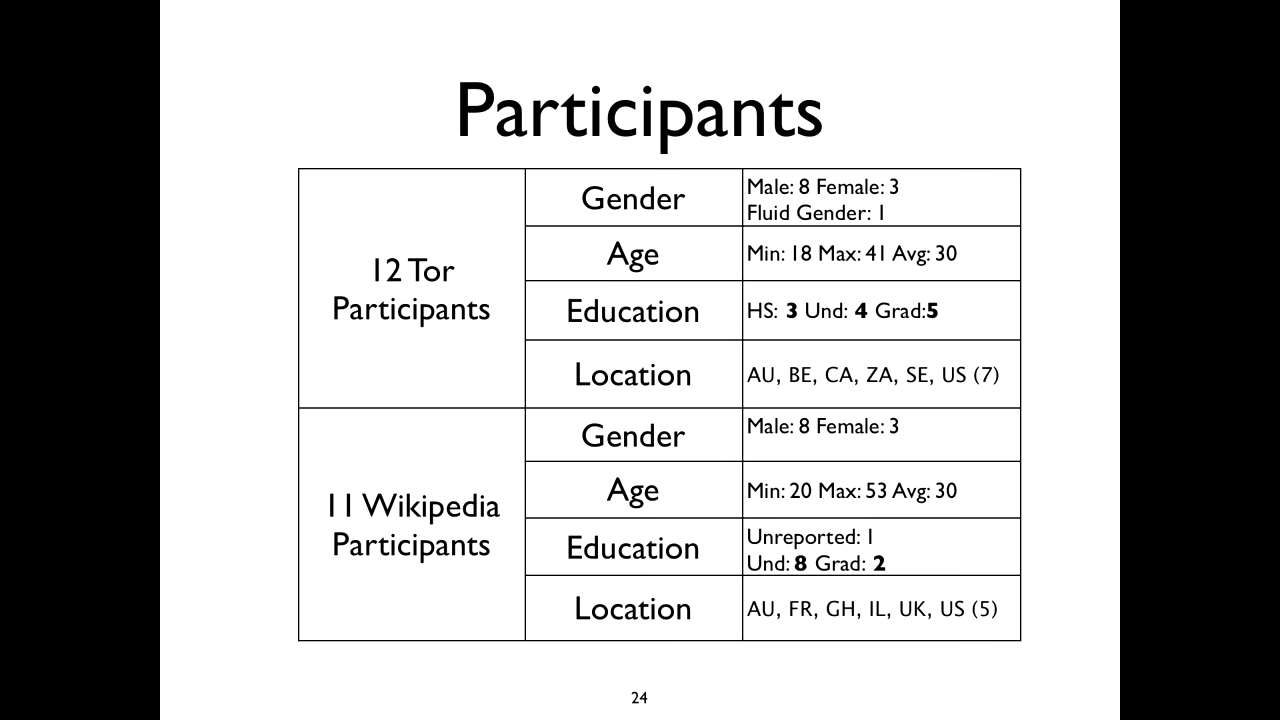 Participants
12 Tor
Participants
Gender
Male: 8 Female: 3
Fluid Gender: 1
Age
Min: 18 Max: 41 Avg: 30
Education
HS: 3 Und: 4 Grad:5
Location
AU, BE, CA, ZA, SE, US (7)
11 Wikipedia
Participants
Gender
Male: 8 Female: 3
Age
Min: 20 Max: 53 Avg: 30
Education
Unreported: 1
Und: 8 Grad: 2
Location
AU, FR, GH, IL, UK, US (5)
24